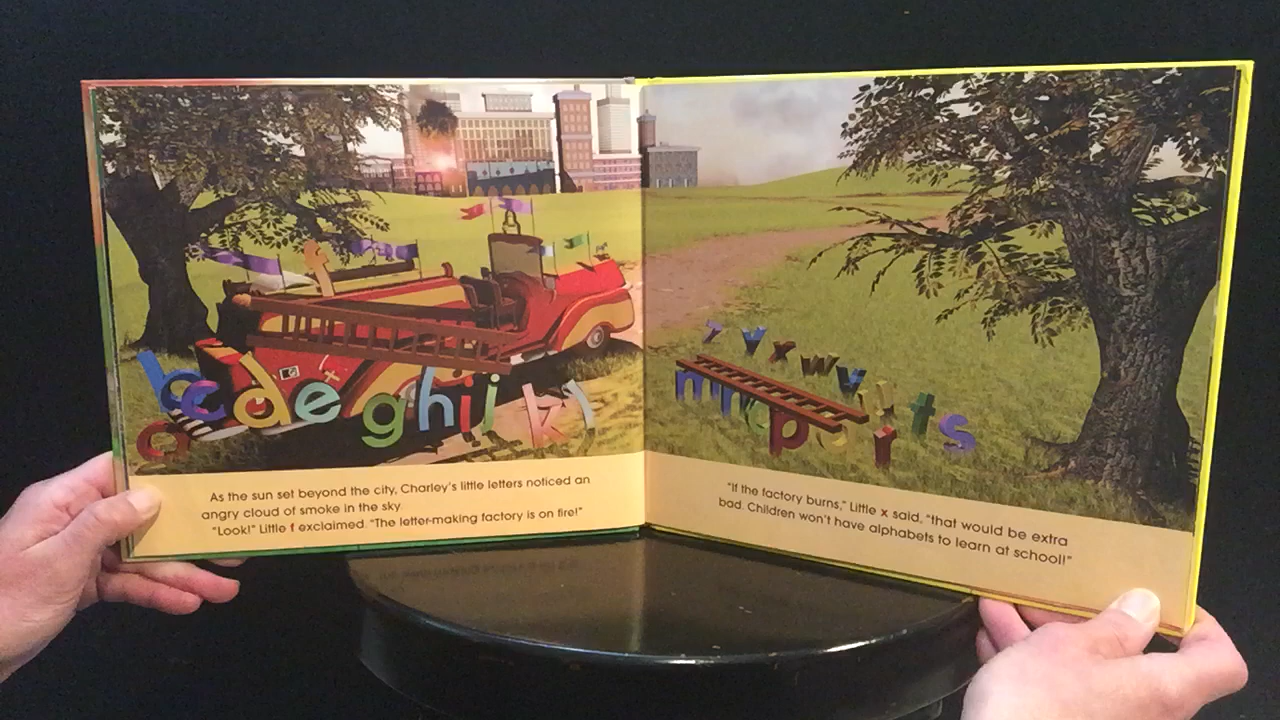 As the sun set beyond the city, Charley's little letters noticed an
angry cloud of smoke in the sky.
"Look!" Little f exclaimed. "The letter-making factory is on fire!"
"If the factory burns," Little x said, "that would be extra
bad. Children won't have alphabets to learn at school!"